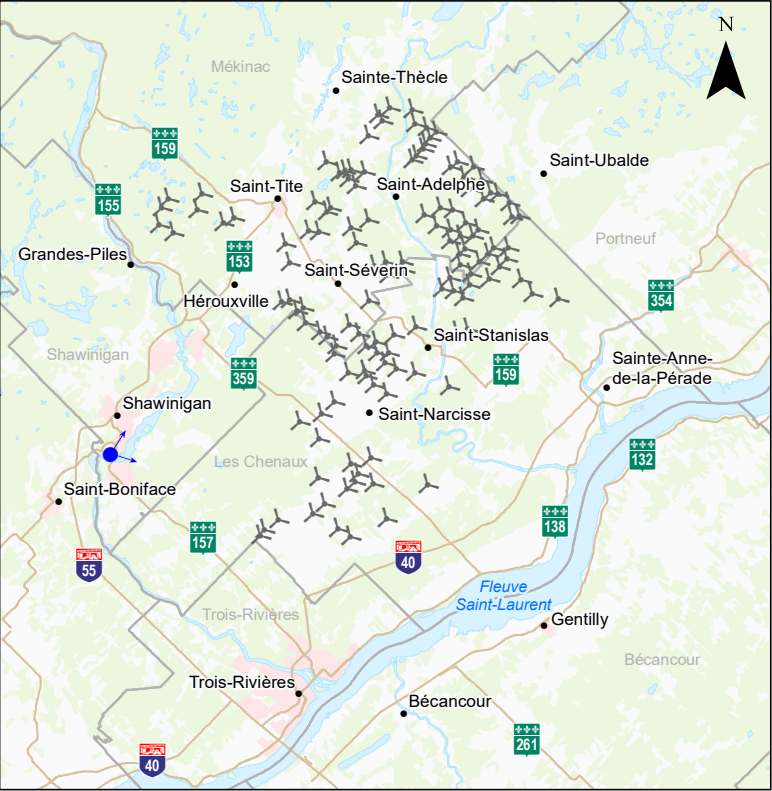 N
Mékinac
Sainte-Thècle
159
Saint-Ubalde
155
Saint-Tite
Saint-Adelphe
Portneuf
Grandes-Piles
153
Saint-Séverin
354
Hérouxville
Saint-Stanislas
Shawinigan
359
159
Sainte-Anne-
de-la-Pérade
Shawinigan
Saint-Narcisse
132
Les Chenaux
Saint-Boniface
157
138
55
40
Fleuve
Saint-Laurent
Trois-Rivières
Gentilly
Bécancour
Trois-Rivières
Bécancour
261
40